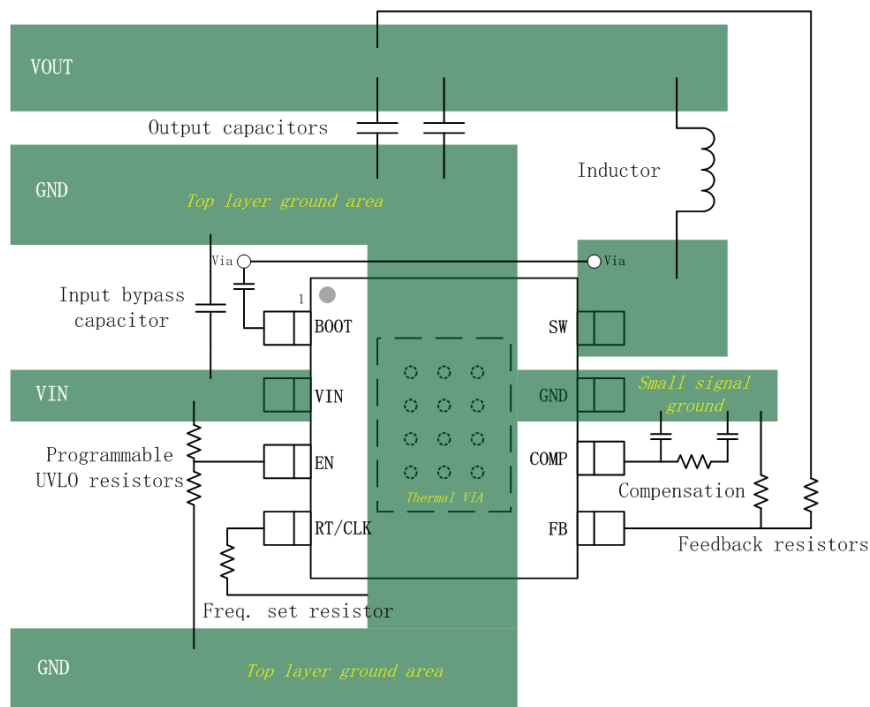 VOUT
Output capacitors
Inductor
GND
Top layer ground area
Via
Via
Input bypass
capacitor
1
BOOT
SW
VIN
VIN
GND
Small signal
ground
Programmable
UVLO resistors
EN
COMP
Compensation
Thermal VIA
RT/CLK
FB
Feedback resistors
Freq. set resistor
GND
Top layer ground area